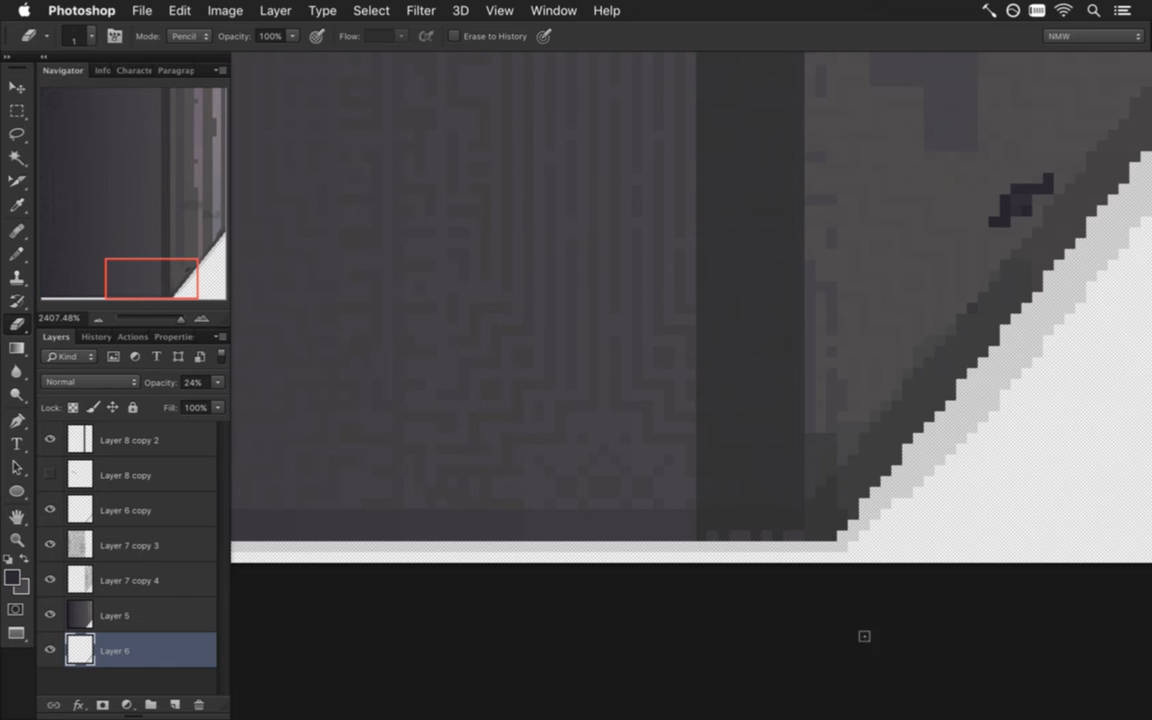 Photoshop File Edit Image Layer Type Select Filter 3D View Window Help
1 Mode: Pencil Opacity: 100% Flow: Erase to History NMW
Navigator Info Characte Paragrap
2407.48%
Layers History Actions Propertie
Kind T
Normal Opacity: 24%
Lock: Fill: 100%
Layer 8 copy 2
Layer 8 copy
Layer 6 copy
Layer 7 copy 3
Layer 7 copy 4
Layer 5
Layer 6
fx